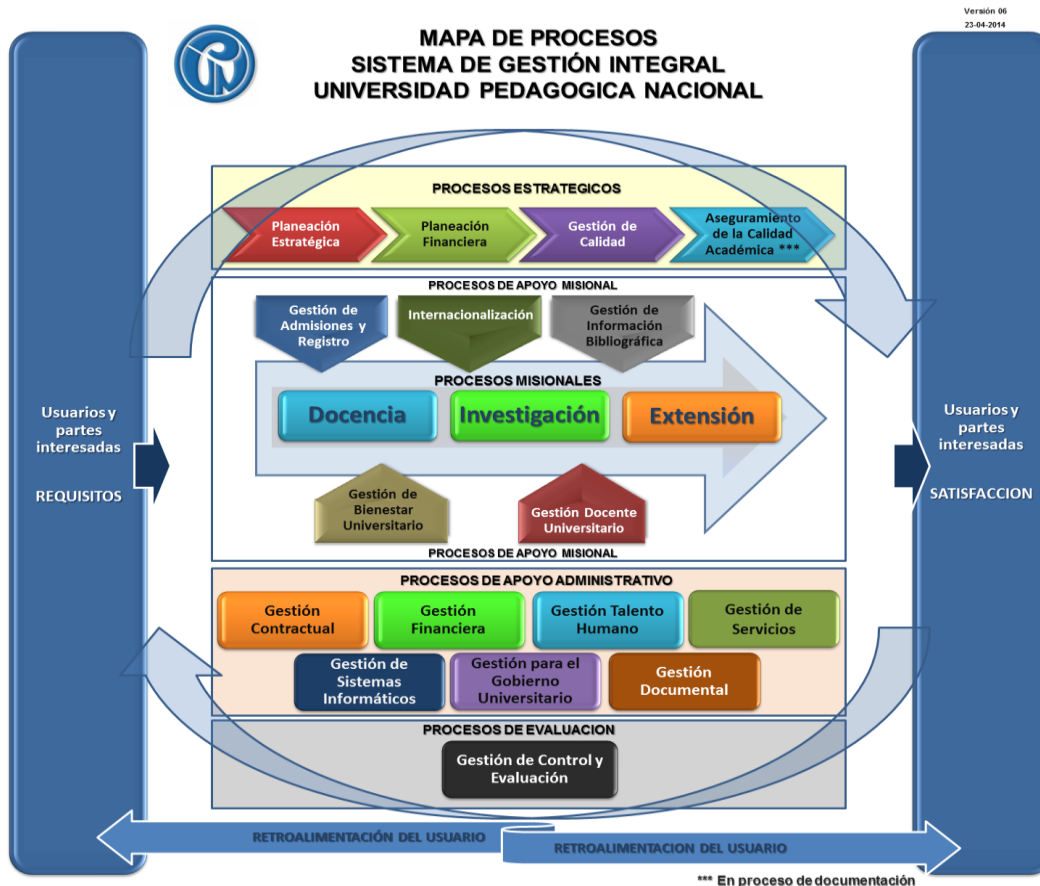 Versión 06
23-04-2014
MAPA DE PROCESOS
SISTEMA DE GESTIÓN INTEGRAL
UNIVERSIDAD PEDAGOGICA NACIONAL
PROCESOS ESTRATEGICOS
Planeación
Estratégica
Planeación
Financiera
Gestión de
Calidad
Aseguramiento
de la Calidad
Académica ***
PROCESOS DE APOYO MISIONAL
Gestión de
Admisiones y
Registro
Internacionalización
Gestión de
Información
Bibliográfica
PROCESOS MISIONALES
Docencia
Investigación
Extensión
Usuarios y
partes
interesadas
REQUISITOS
Usuarios y
partes
interesadas
SATISFACCION
Gestión de
Bienestar
Universitario
Gestión Docente
Universitario
PROCESOS DE APOYO MISIONAL
PROCESOS DE APOYO ADMINISTRATIVO
Gestión
Contractual
Gestión
Financiera
Gestión Talento
Humano
Gestión de
Servicios
Gestión de
Sistemas
Informáticos
Gestión para el
Gobierno
Universitario
Gestión
Documental
PROCESOS DE EVALUACION
Gestión de Control y
Evaluación
RETROALIMENTACIÓN DEL USUARIO
RETROALIMENTACION DEL USUARIO
*** En proceso de documentación